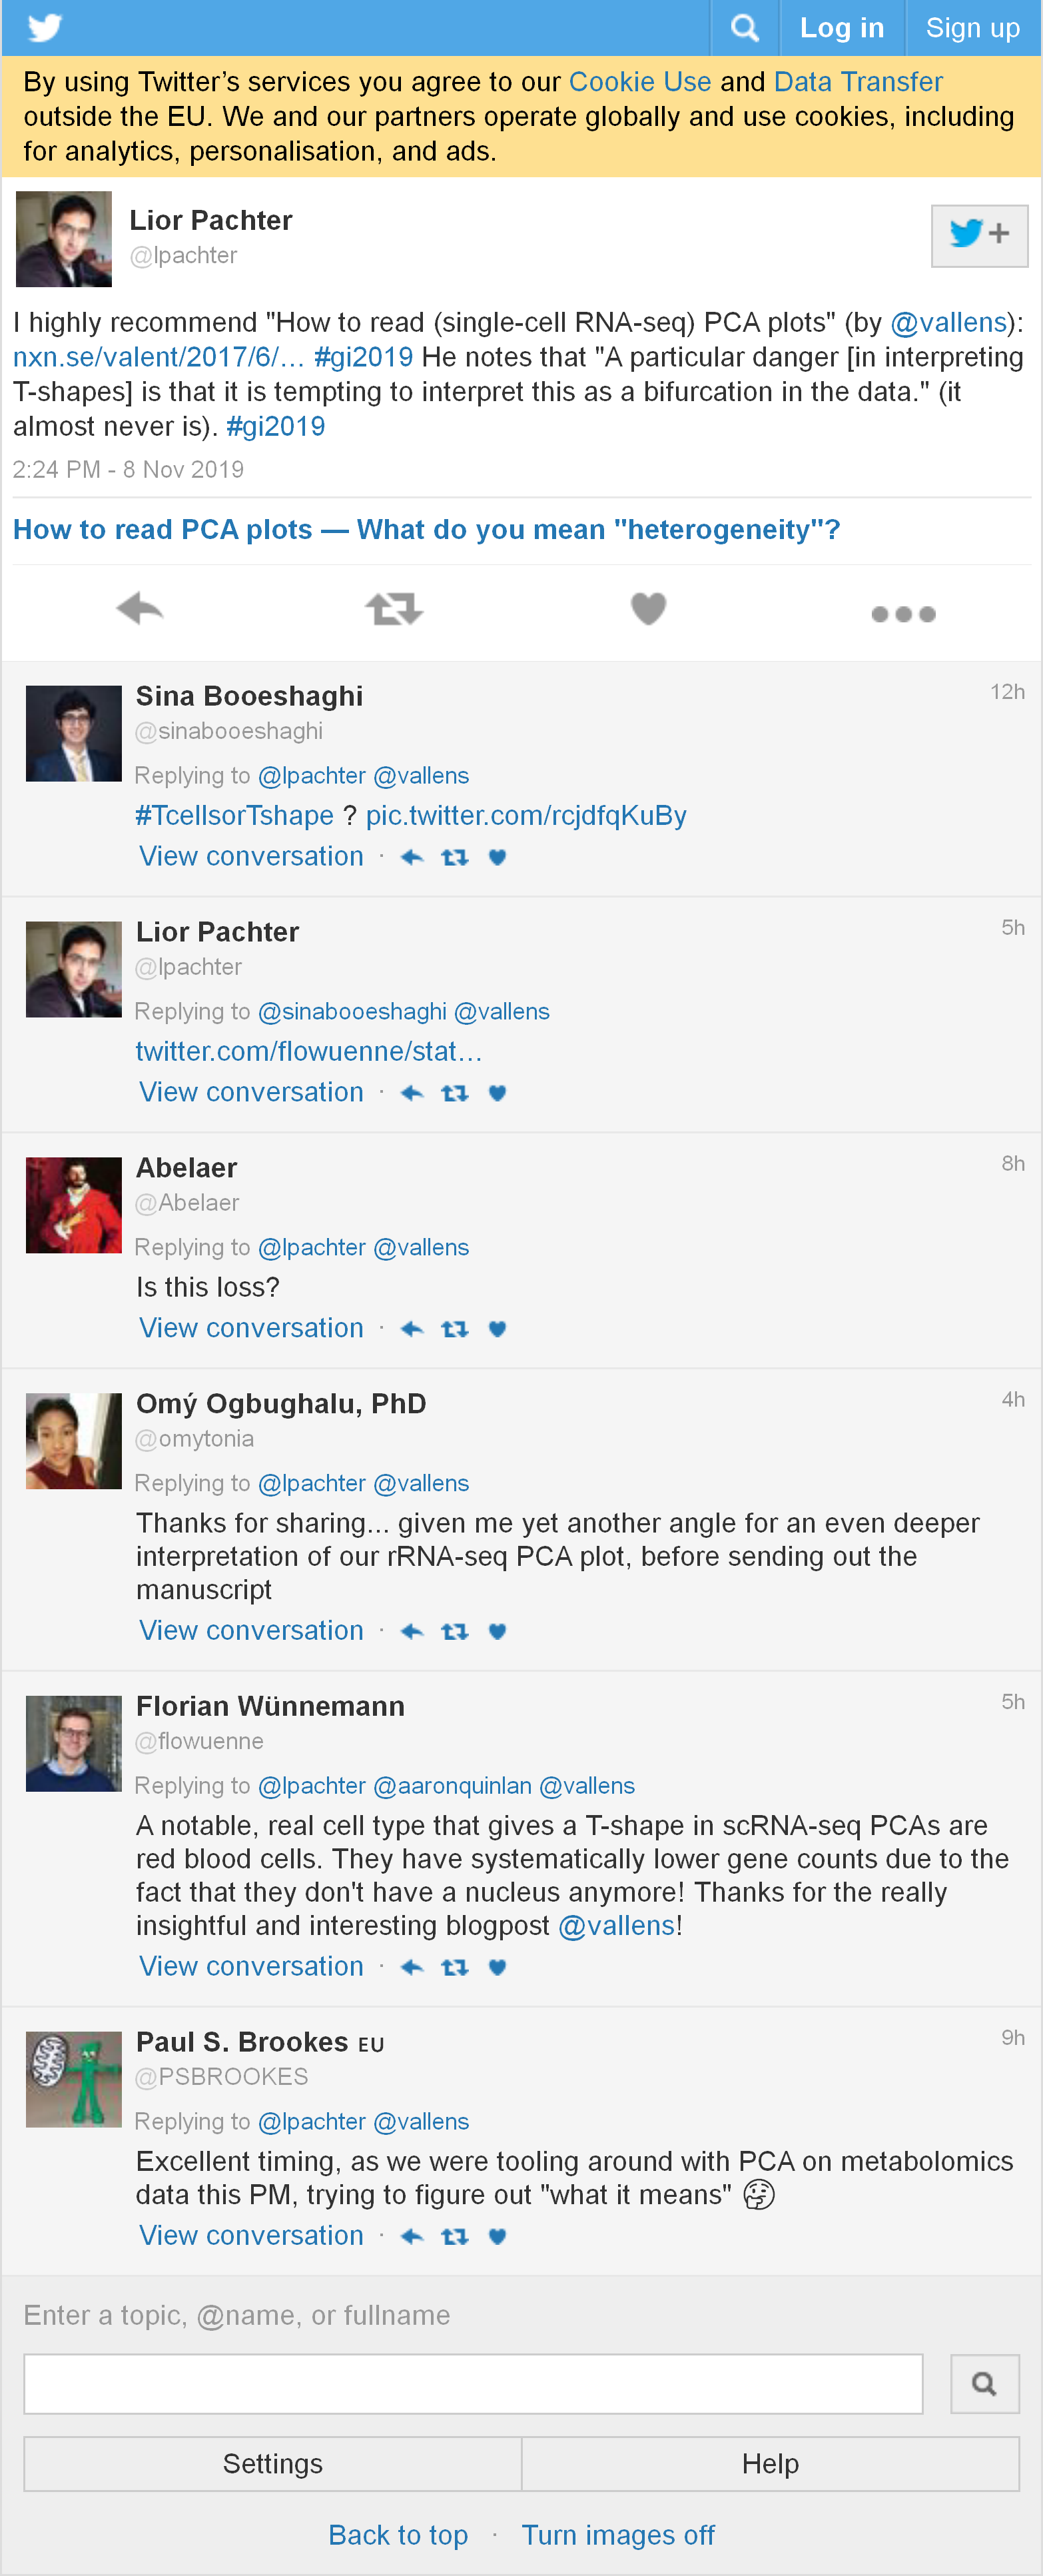 Log in
Sign up
By using Twitter’s services you agree to our Cookie Use and Data Transfer
outside the EU. We and our partners operate globally and use cookies, including
for analytics, personalisation, and ads.
Lior Pachter
@lpachter
+
I highly recommend "How to read (single-cell RNA-seq) PCA plots" (by @vallens):
nxn.se/valent/2017/6/… #gi2019 He notes that "A particular danger [in interpreting
T-shapes] is that it is tempting to interpret this as a bifurcation in the data." (it
almost never is). #gi2019
2:24 PM - 8 Nov 2019
How to read PCA plots — What do you mean "heterogeneity"?
Sina Booeshaghi
12h
@sinabooeshaghi
Replying to @lpachter @vallens
#TcellsorTshape ? pic.twitter.com/rcjdfqKuBy
View conversation ·
Lior Pachter
5h
@lpachter
Replying to @sinabooeshaghi @vallens
twitter.com/flowuenne/stat…
View conversation ·
Abelaer
8h
@Abelaer
Replying to @lpachter @vallens
Is this loss?
View conversation ·
Omý Ogbughalu, PhD
4h
@omytonia
Replying to @lpachter @vallens
Thanks for sharing... given me yet another angle for an even deeper
interpretation of our rRNA-seq PCA plot, before sending out the
manuscript
View conversation ·
Florian Wünnemann
5h
@flowuenne
Replying to @lpachter @aaronquinlan @vallens
A notable, real cell type that gives a T-shape in scRNA-seq PCAs are
red blood cells. They have systematically lower gene counts due to the
fact that they don't have a nucleus anymore! Thanks for the really
insightful and interesting blogpost @vallens!
View conversation ·
Paul S. Brookes EU
9h
@PSBROOKES
Replying to @lpachter @vallens
Excellent timing, as we were tooling around with PCA on metabolomics
data this PM, trying to figure out "what it means" 🤔
View conversation ·
Enter a topic, @name, or fullname
Settings
Help
Back to top · Turn images off